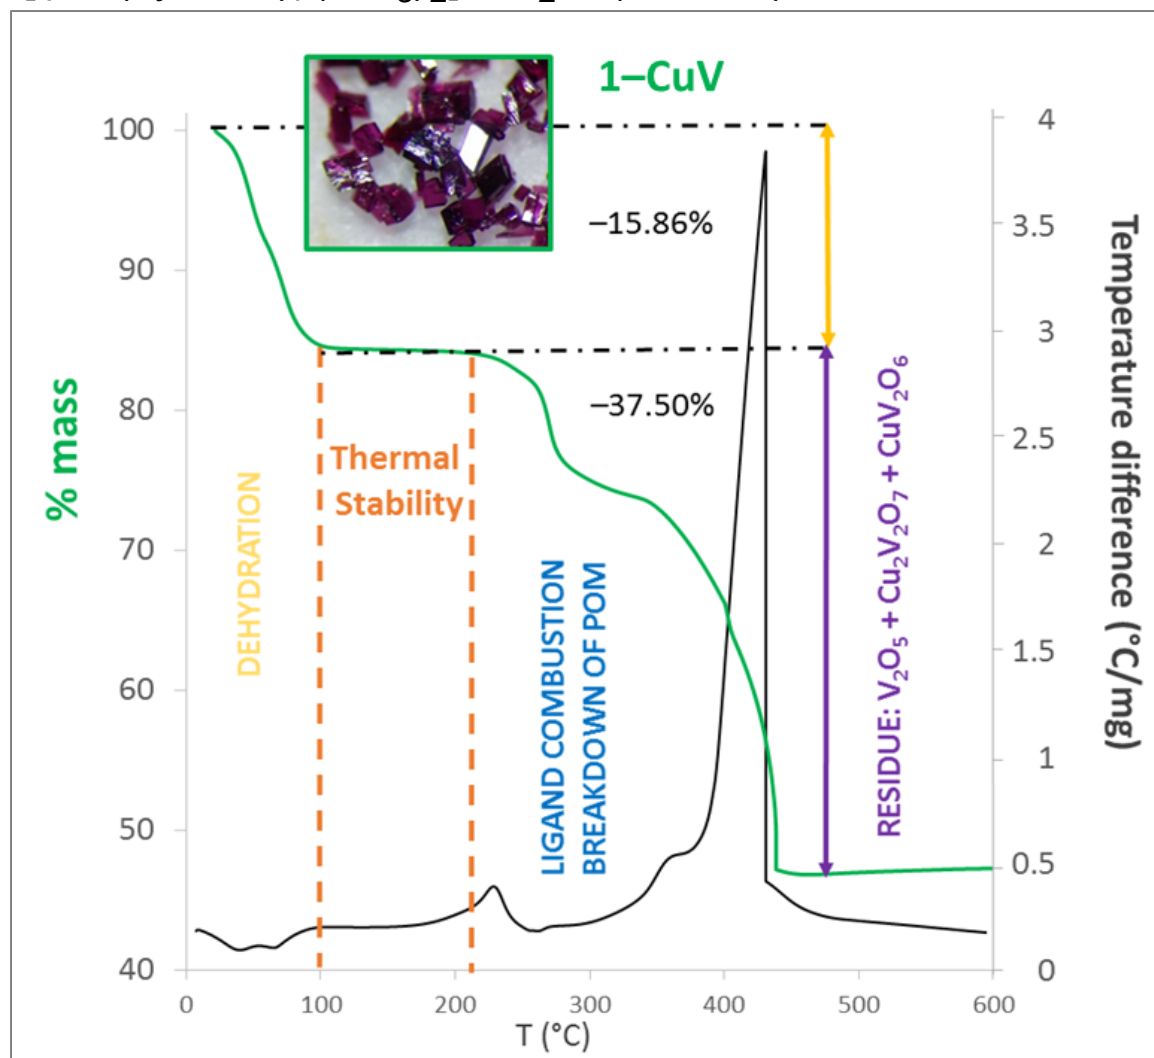 1–CuV
100
90
80
70
60
50
40
% mass
4
3.5
3
2.5
2
1.5
1
0.5
0
Temperature difference (°C/mg)
–15.86%
–37.50%
Thermal
Stability
DEHYDRATION
LIGAND COMBUSTION
BREAKDOWN OF POM
RESIDUE: V₂O₅ + Cu₂V₂O₇ + CuV₂O₆
0
100
200
300
400
500
600
T (°C)